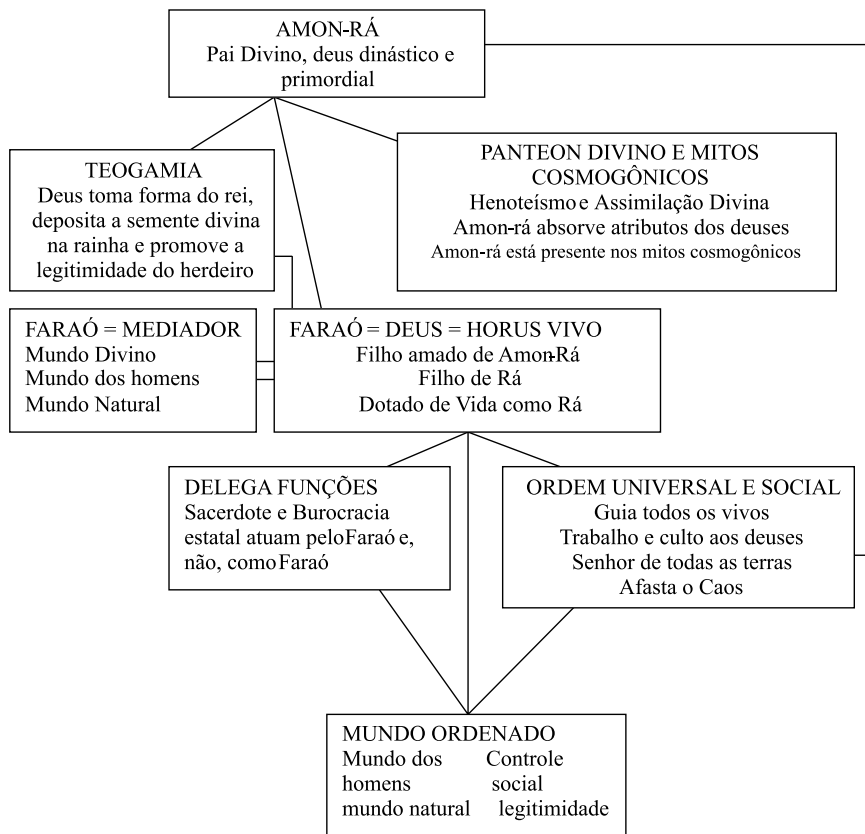 AMON-RÁ
Pai Divino, deus dinástico e
primordial
TEOGAMIA
Deus toma forma do rei,
deposita a semente divina
na rainha e promove a
legitimidade do herdeiro
PANTEON DIVINO E MITOS
COSMOGÔNICOS
Henoteísmo e Assimilação Divina
Amon-rá absorve atributos dos deuses
Amon-rá está presente nos mitos cosmogônicos
FARAÓ = MEDIADOR
Mundo Divino
Mundo dos homens
Mundo Natural
FARAÓ = DEUS = HORUS VIVO
Filho amado de Amon-Rá
Filho de Rá
Dotado de Vida como Rá
DELEGA FUNÇÕES
Sacerdote e Burocracia
estatal atuam pelo Faraó e,
não, como Faraó
ORDEM UNIVERSAL E SOCIAL
Guia todos os vivos
Trabalho e culto aos deuses
Senhor de todas as terras
Afasta o Caos
MUNDO ORDENADO
Mundo dos Controle
homens social
mundo natural legitimidade